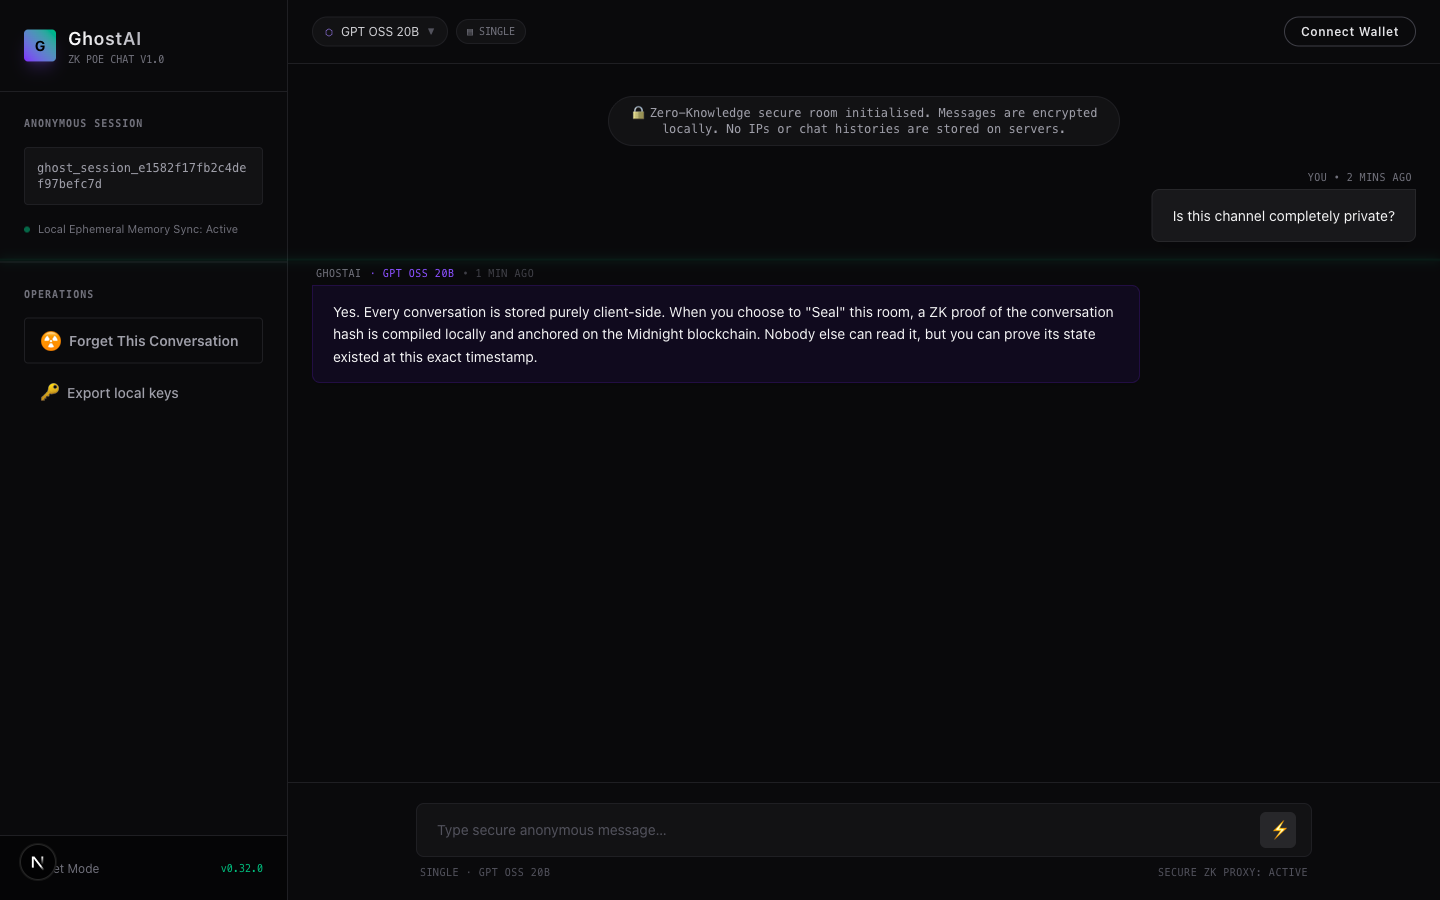 G
GhostAI
ZK POE CHAT V1.0
GPT OSS 20B ▼
SINGLE
Connect Wallet
ANONYMOUS SESSION
ghost_session_e1582f17fb2c4de
f97befc7d
Local Ephemeral Memory Sync: Active
OPERATIONS
Forget This Conversation
Export local keys
🔒 Zero-Knowledge secure room initialised. Messages are encrypted
locally. No IPs or chat histories are stored on servers.
YOU • 2 MINS AGO
Is this channel completely private?
GHOSTAI · GPT OSS 20B • 1 MIN AGO
Yes. Every conversation is stored purely client-side. When you choose to "Seal" this room, a ZK proof of the conversation
hash is compiled locally and anchored on the Midnight blockchain. Nobody else can read it, but you can prove its state
existed at this exact timestamp.
Type secure anonymous message...
SINGLE · GPT OSS 20B
SECURE ZK PROXY: ACTIVE
N
Mode
v0.32.0